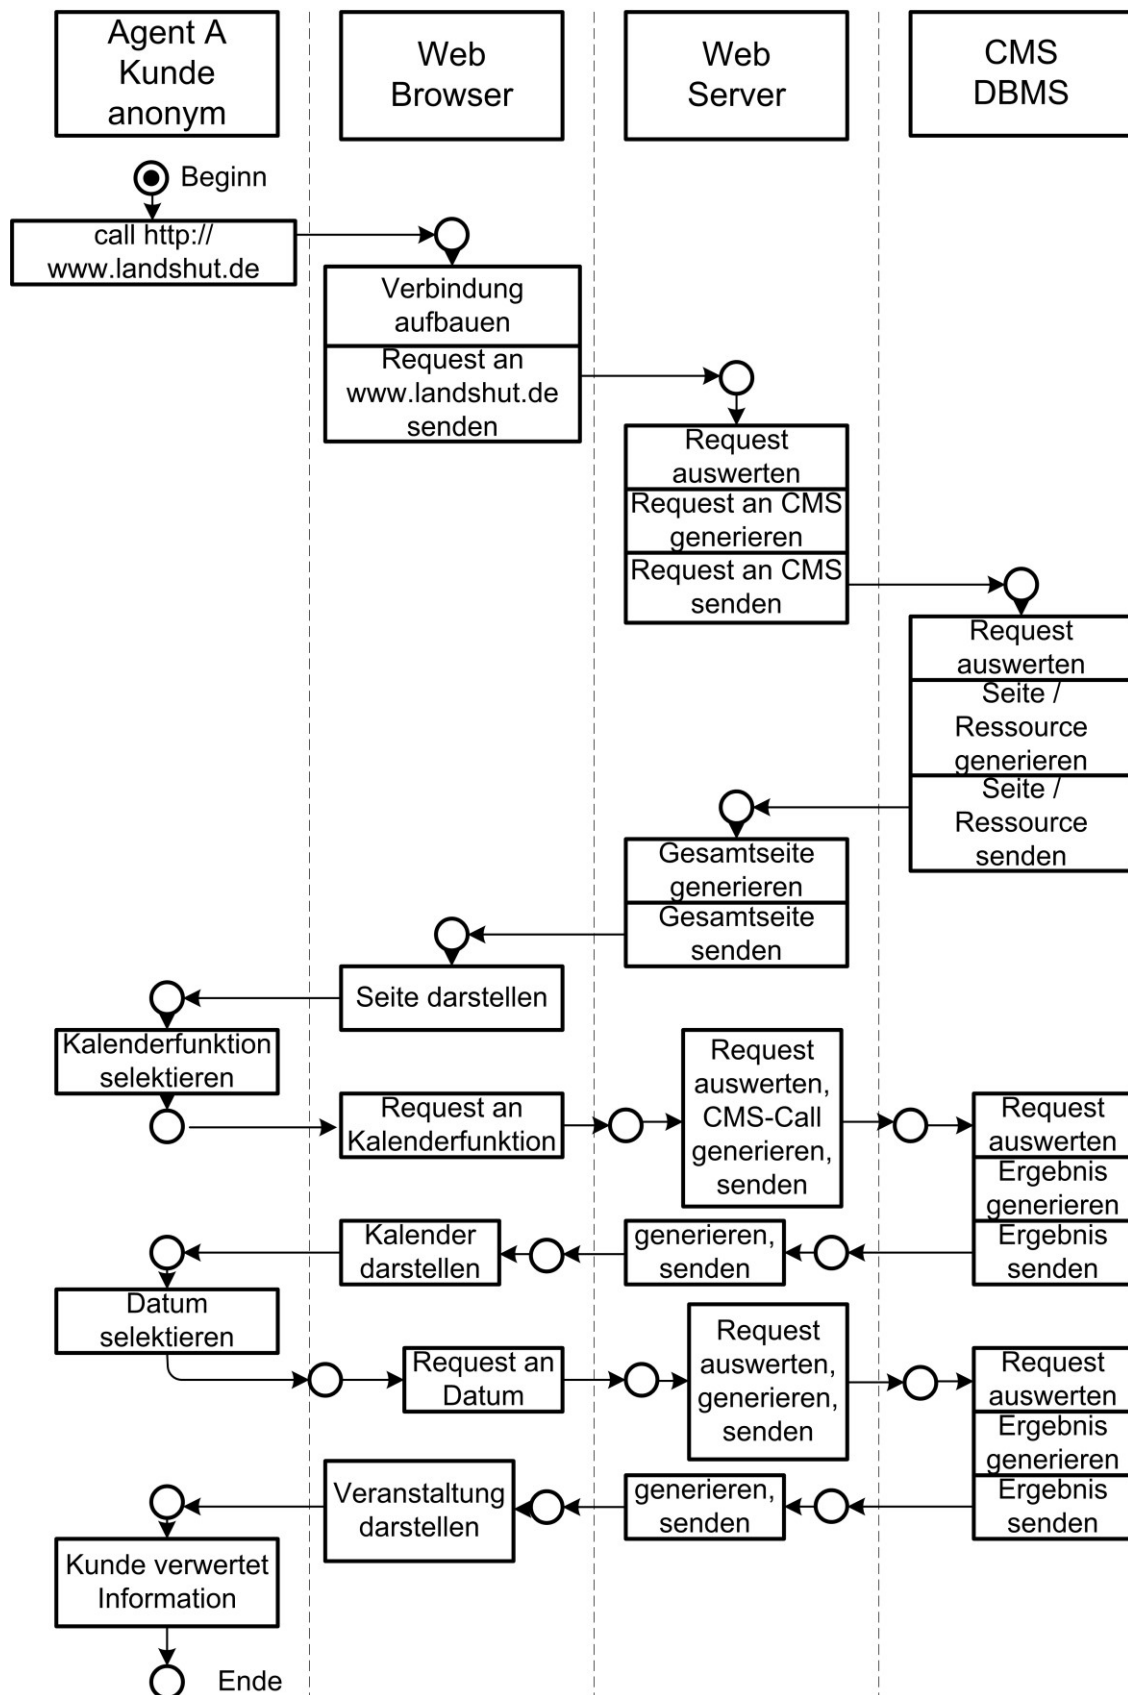 Agent A
Kunde
anonym
Web
Browser
Web
Server
CMS
DBMS
Beginn
call http://
www.landshut.de
Verbindung
aufbauen
Request an
www.landshut.de
senden
Request
auswerten
Request an CMS
generieren
Request an CMS
senden
Request
auswerten
Seite /
Ressource
generieren
Seite /
Ressource
senden
Gesamtseite
generieren
Gesamtseite
senden
Seite darstellen
Kalenderfunktion
selektieren
Request an
Kalenderfunktion
Request
auswerten,
CMS-Call
generieren,
senden
Request
auswerten
Ergebnis
generieren
Ergebnis
senden
generieren,
senden
Kalender
darstellen
Datum
selektieren
Request an
Datum
Request
auswerten,
generieren,
senden
Request
auswerten
Ergebnis
generieren
Ergebnis
senden
generieren,
senden
Veranstaltung
darstellen
Kunde verwertet
Information
Ende